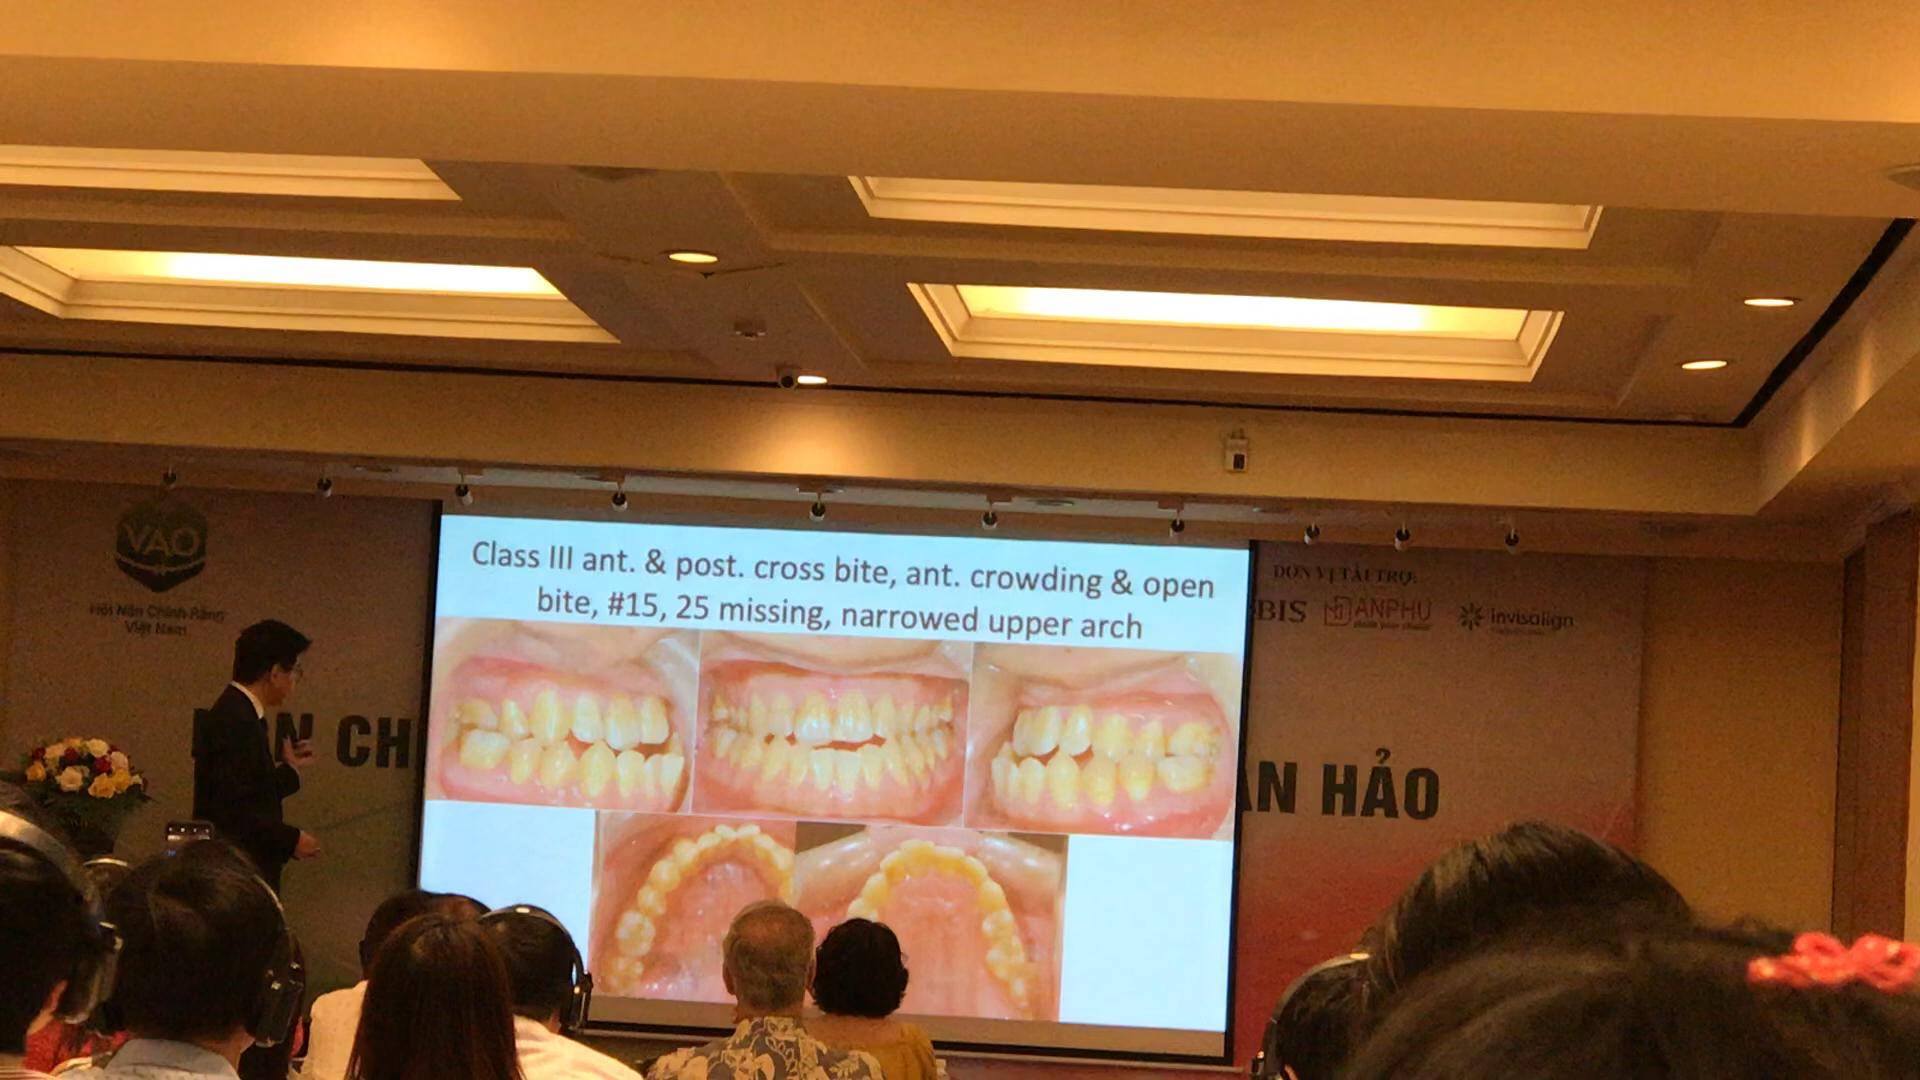 VAO
Hội Nắn Chỉnh Răng
Việt Nam
Class III ant. & post. cross bite, ant. crowding & open
bite, #15, 25 missing, narrowed upper arch
ĐƠN VỊ TÀI TRỢ:
BIS
ANPHU
invisalign
N CH
N HẢO